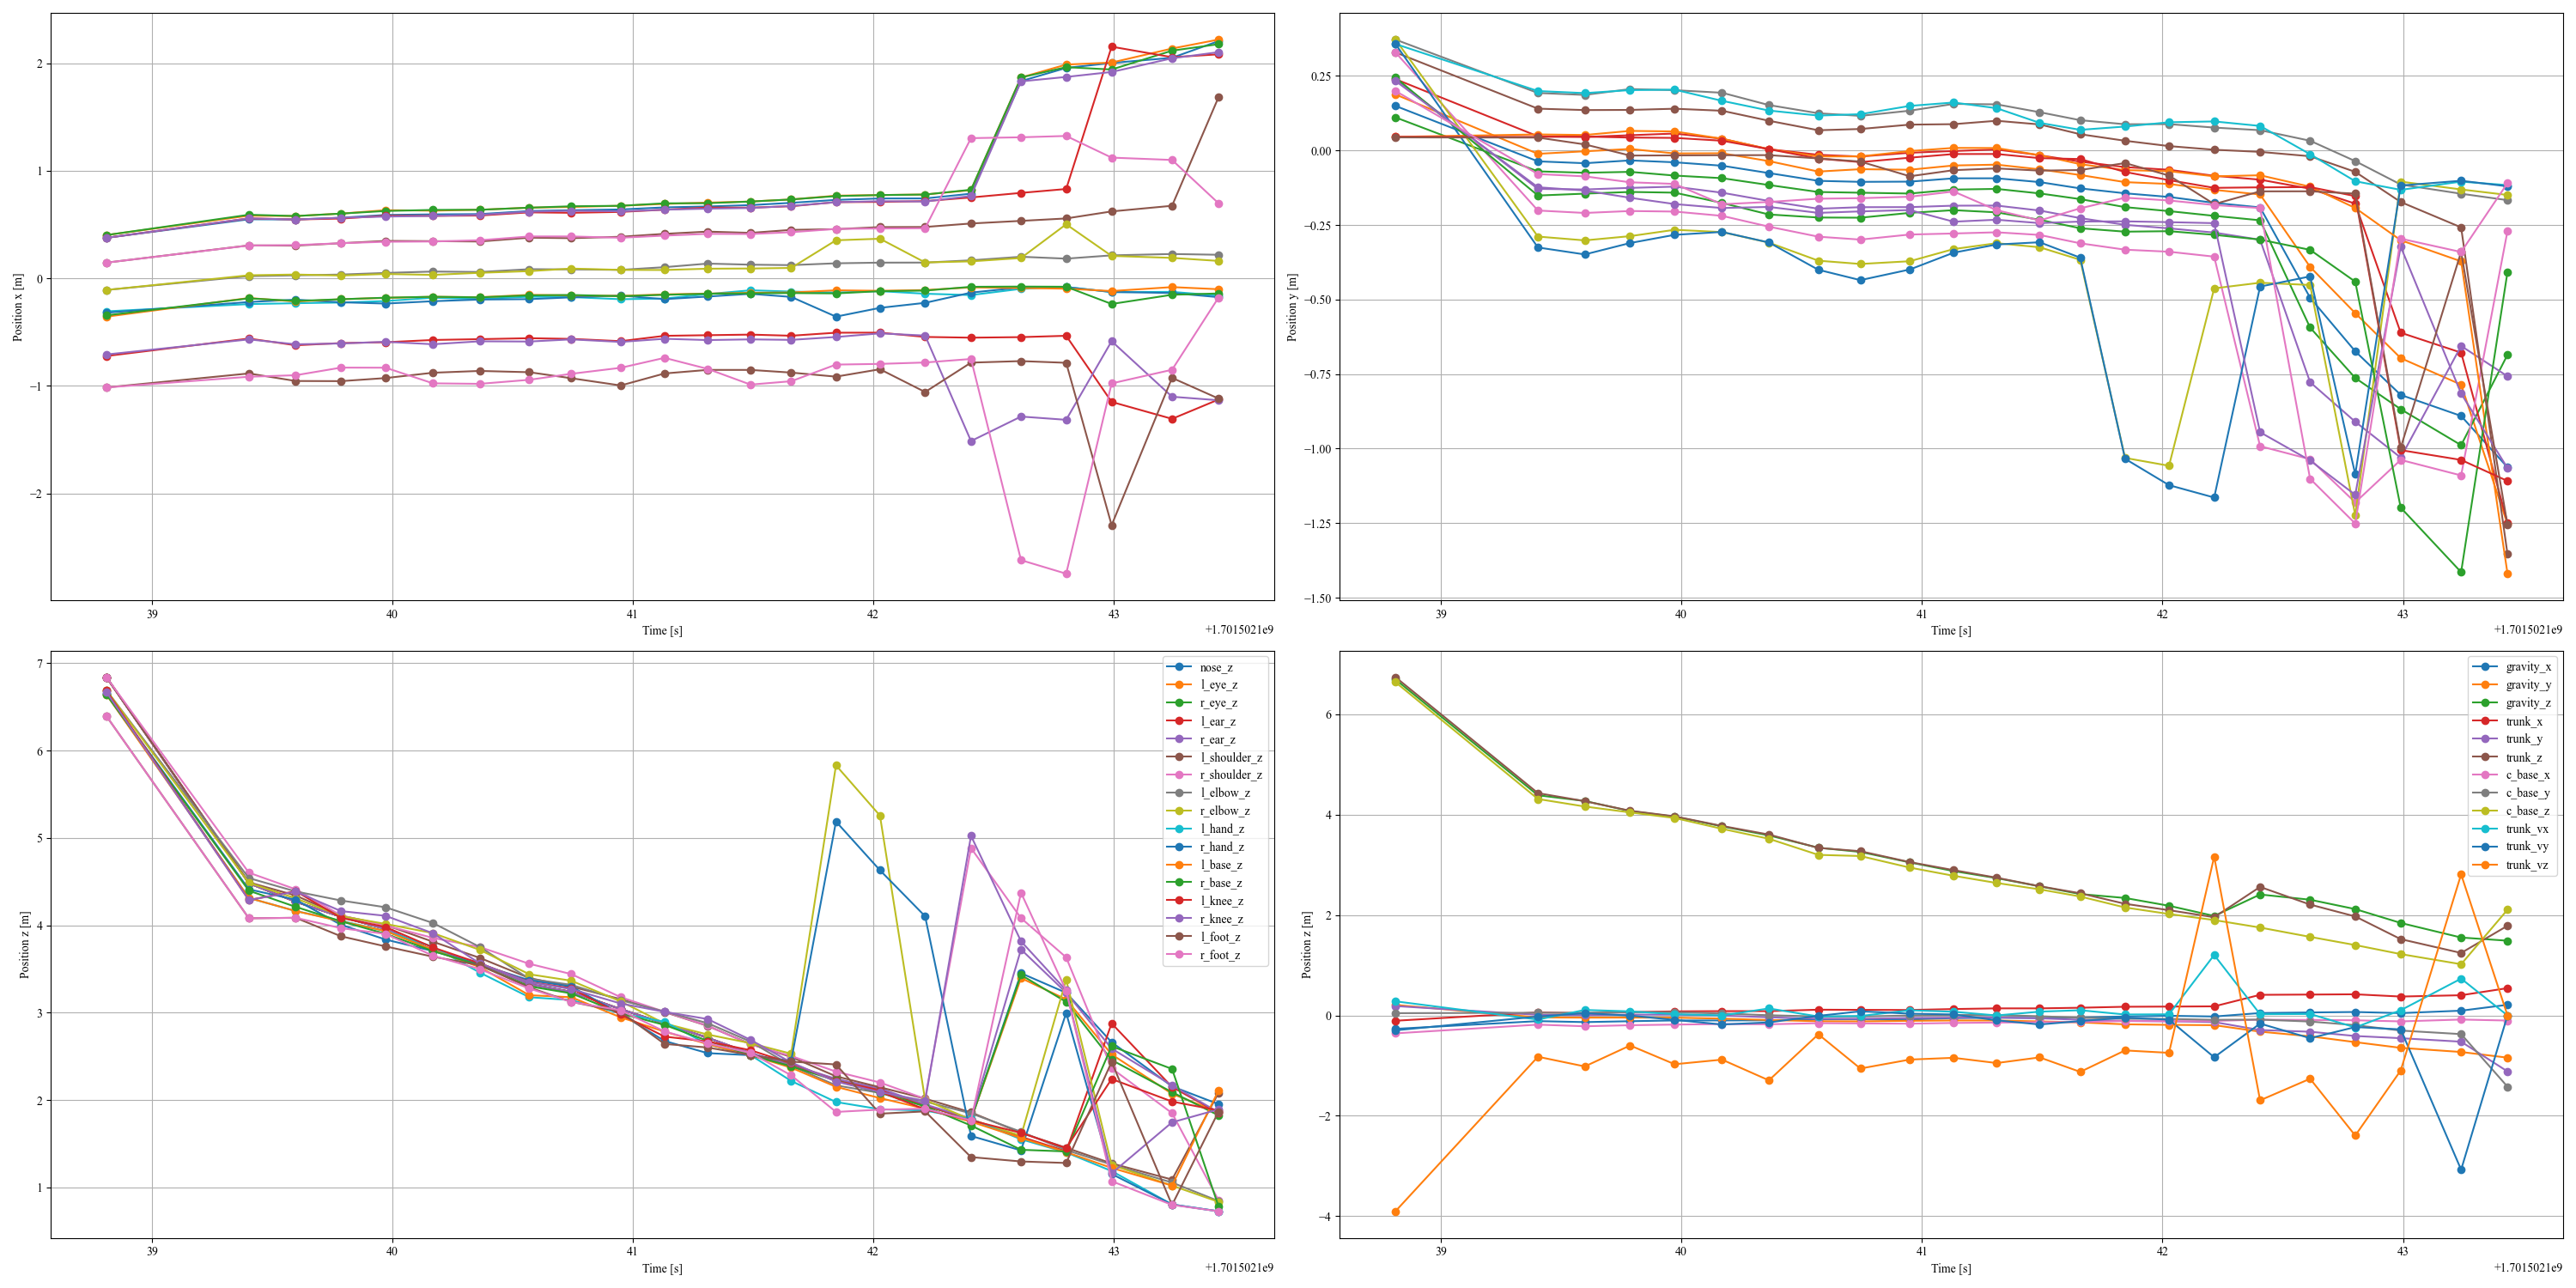 2
1
0
−1
−2
Position x [m]
39
40
41
42
43
Time [s]
+1.7015021e9
0.25
0.00
−0.25
−0.50
−0.75
−1.00
−1.25
−1.50
Position y [m]
39
40
41
42
43
Time [s]
+1.7015021e9
7
6
5
4
3
2
1
Position z [m]
39
40
41
42
43
Time [s]
+1.7015021e9
nose_z
l_eye_z
r_eye_z
l_ear_z
r_ear_z
l_shoulder_z
r_shoulder_z
l_elbow_z
r_elbow_z
l_hand_z
r_hand_z
l_base_z
r_base_z
l_knee_z
r_knee_z
l_foot_z
r_foot_z
6
4
2
0
−2
−4
Position z [m]
39
40
41
42
43
Time [s]
+1.7015021e9
gravity_x
gravity_y
gravity_z
trunk_x
trunk_y
trunk_z
c_base_x
c_base_y
c_base_z
trunk_vx
trunk_vy
trunk_vz